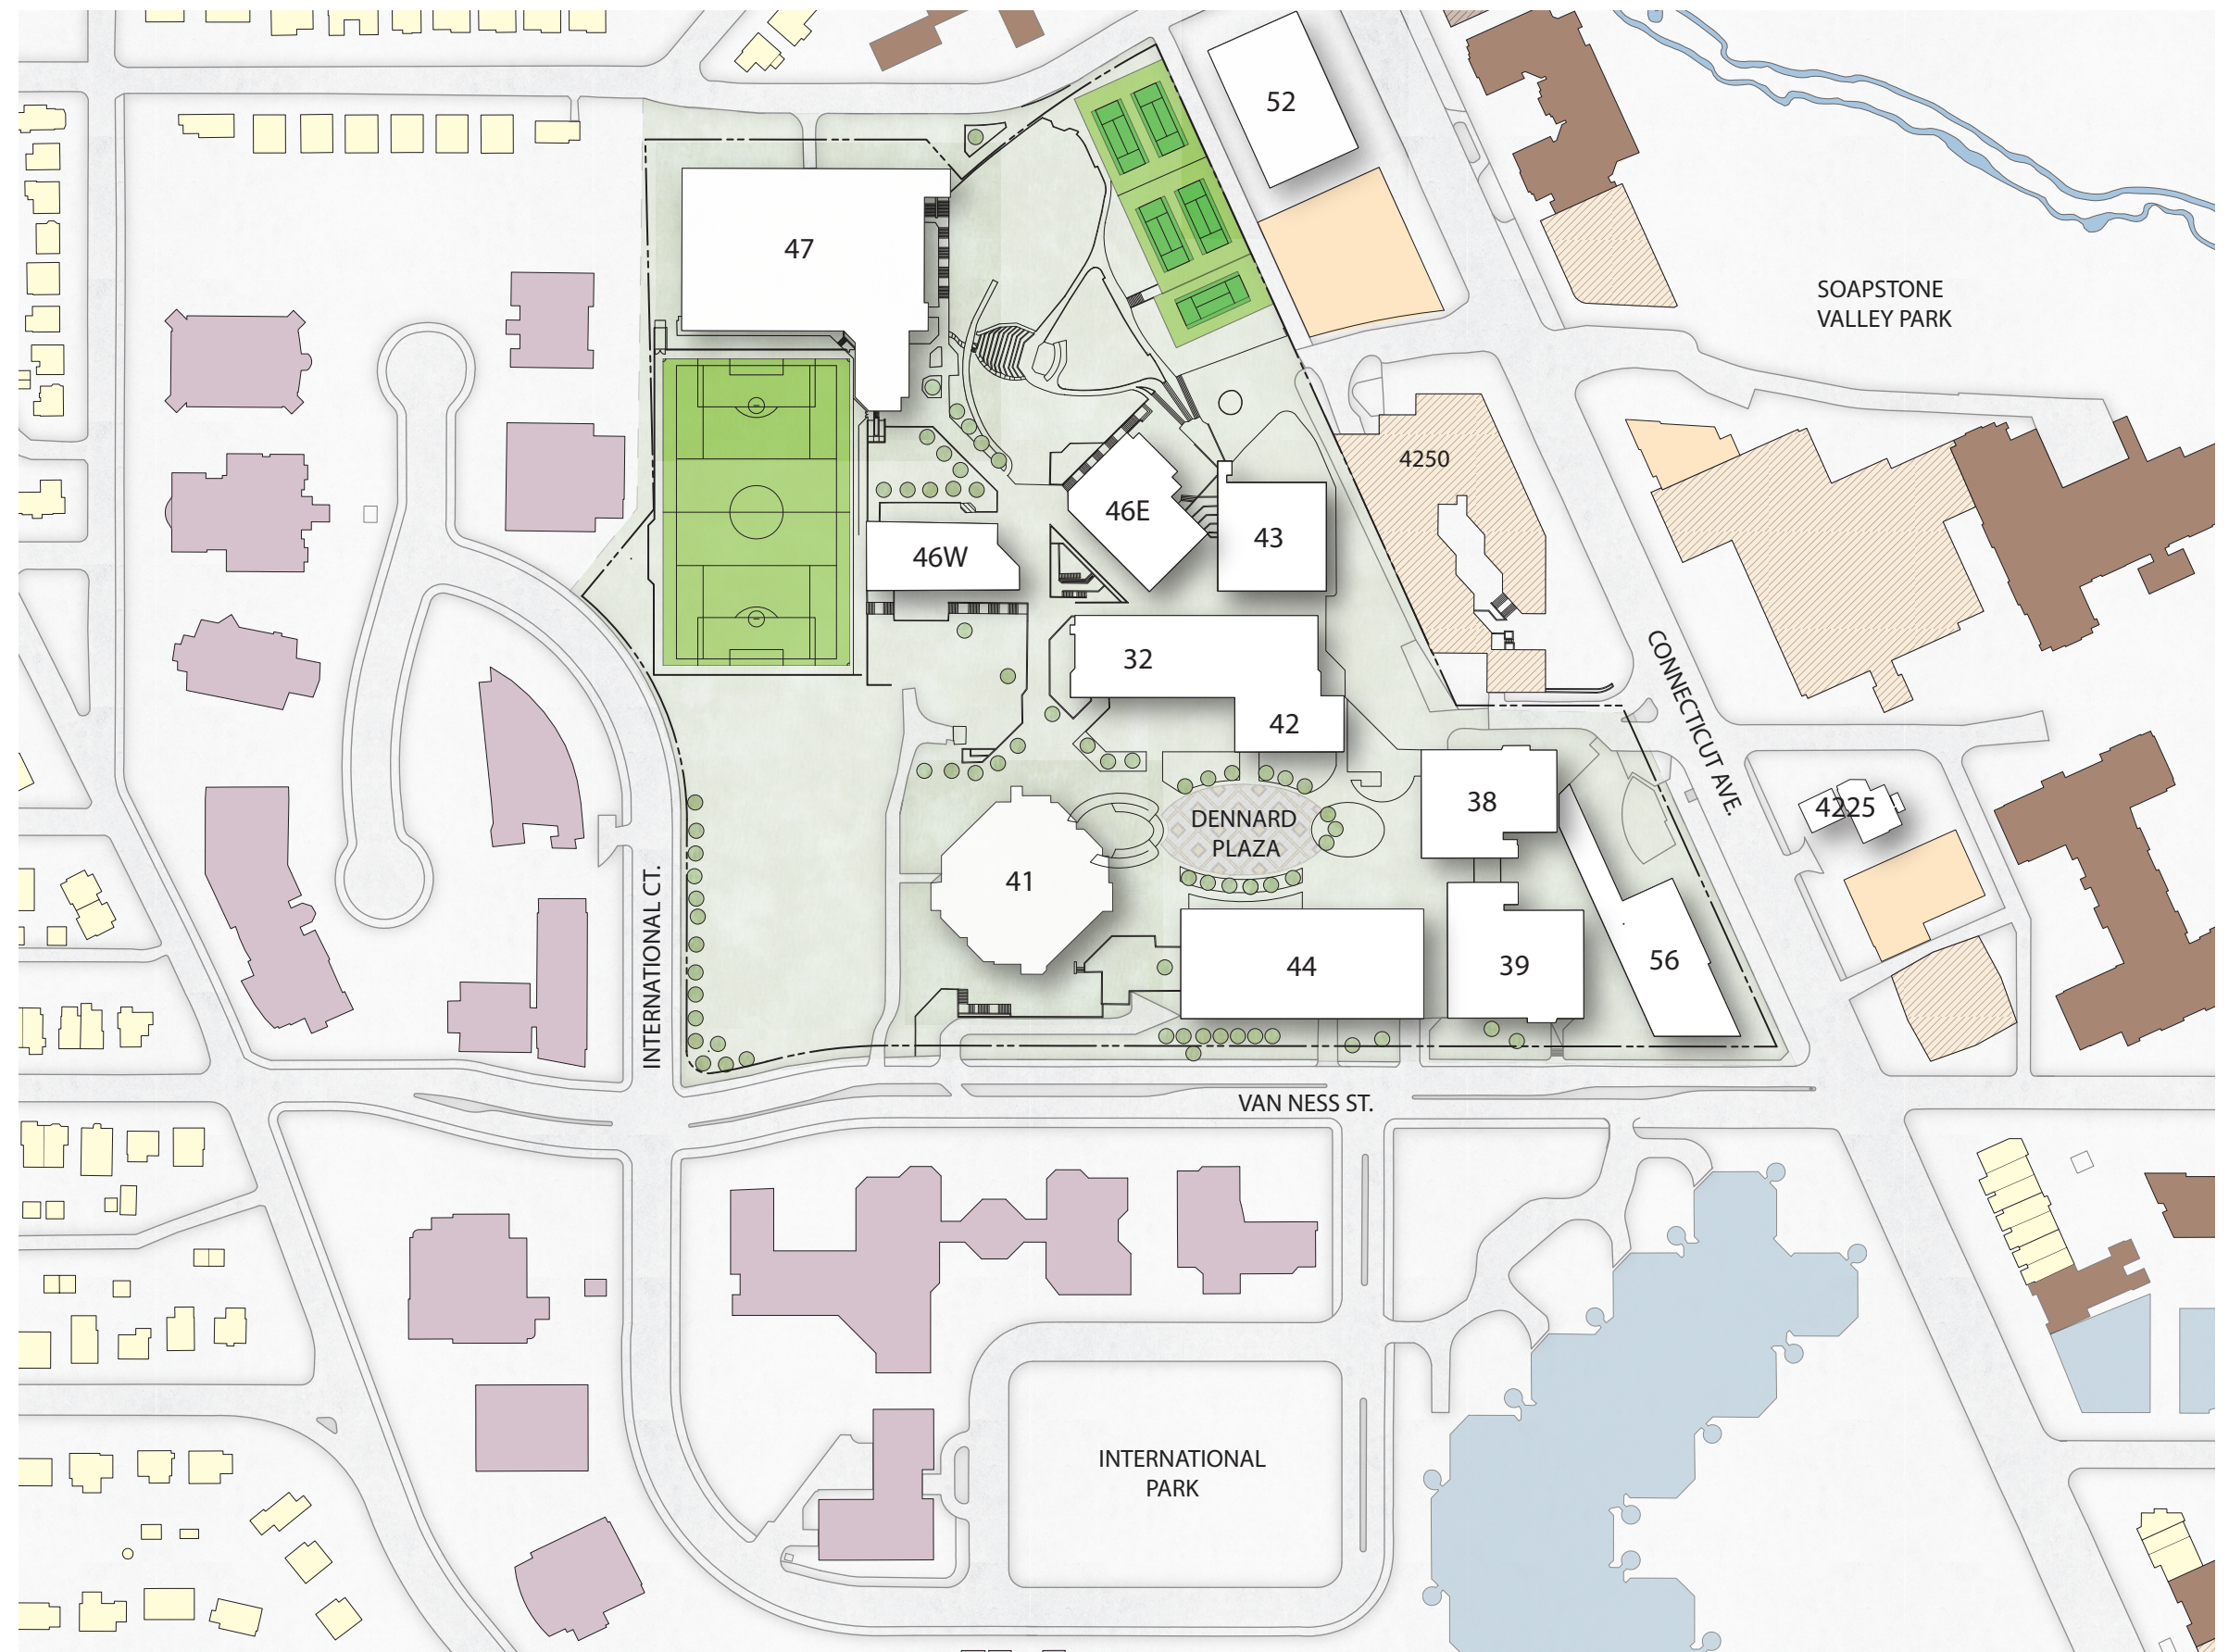 52
47
SOAPSTONE
VALLEY PARK
4250
46E
43
46W
32
CONNECTICUT AVE.
42
38
4225
DENNARD
PLAZA
41
INTERNATIONAL CT.
44
39
56
VAN NESS ST.
INTERNATIONAL
PARK